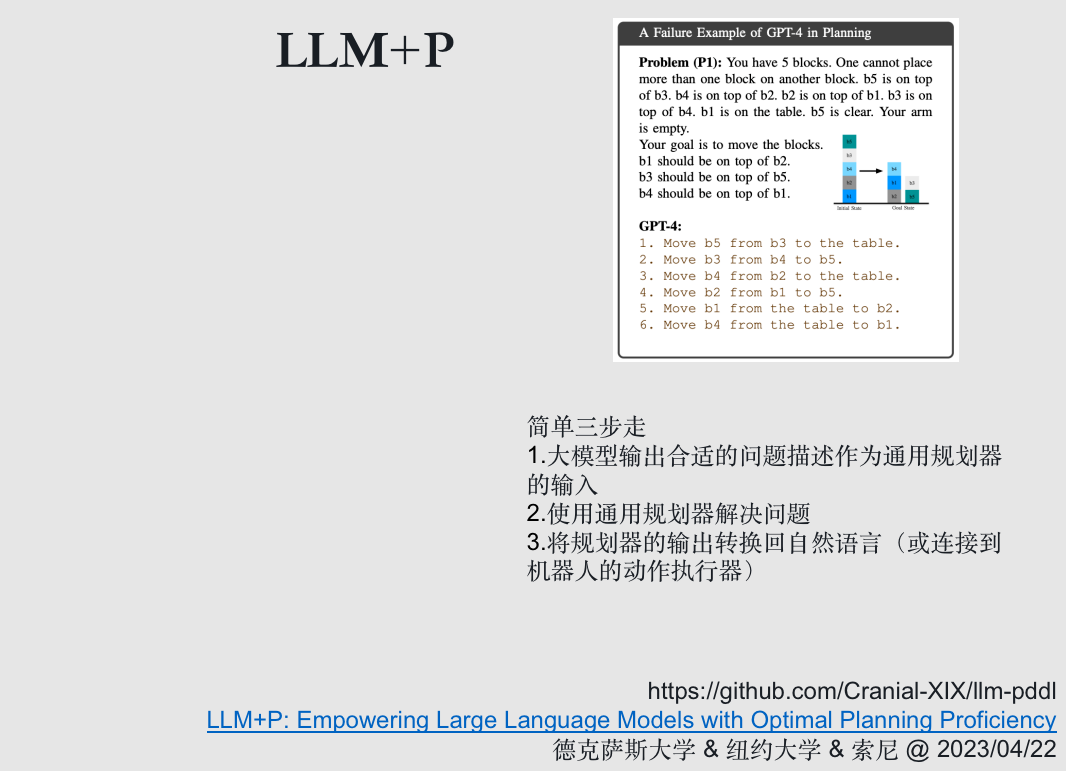 LLM+P
A Failure Example of GPT-4 in Planning
Problem (P1): You have 5 blocks. One cannot place
more than one block on another block. b5 is on top
of b3. b4 is on top of b2. b2 is on top of b1. b3 is on
top of b4. b1 is on the table. b5 is clear. Your arm
is empty.
Your goal is to move the blocks.
b1 should be on top of b2.
b3 should be on top of b5.
b4 should be on top of b1.
b3
b4
b2
b1
b4
b1
b3
Initial State
Goal State
GPT-4:
1. Move b5 from b3 to the table.
2. Move b3 from b4 to b5.
3. Move b4 from b2 to the table.
4. Move b2 from b1 to b5.
5. Move b1 from the table to b2.
6. Move b4 from the table to b1.
简单三步走
1.大模型输出合适的问题描述作为通用规划器
的输入
2.使用通用规划器解决问题
3.将规划器的输出转换回自然语言（或连接到
机器人的动作执行器）
https://github.com/Cranial-XIX/llm-pddl
LLM+P: Empowering Large Language Models with Optimal Planning Proficiency
德克萨斯大学 & 纽约大学 & 索尼 @ 2023/04/22